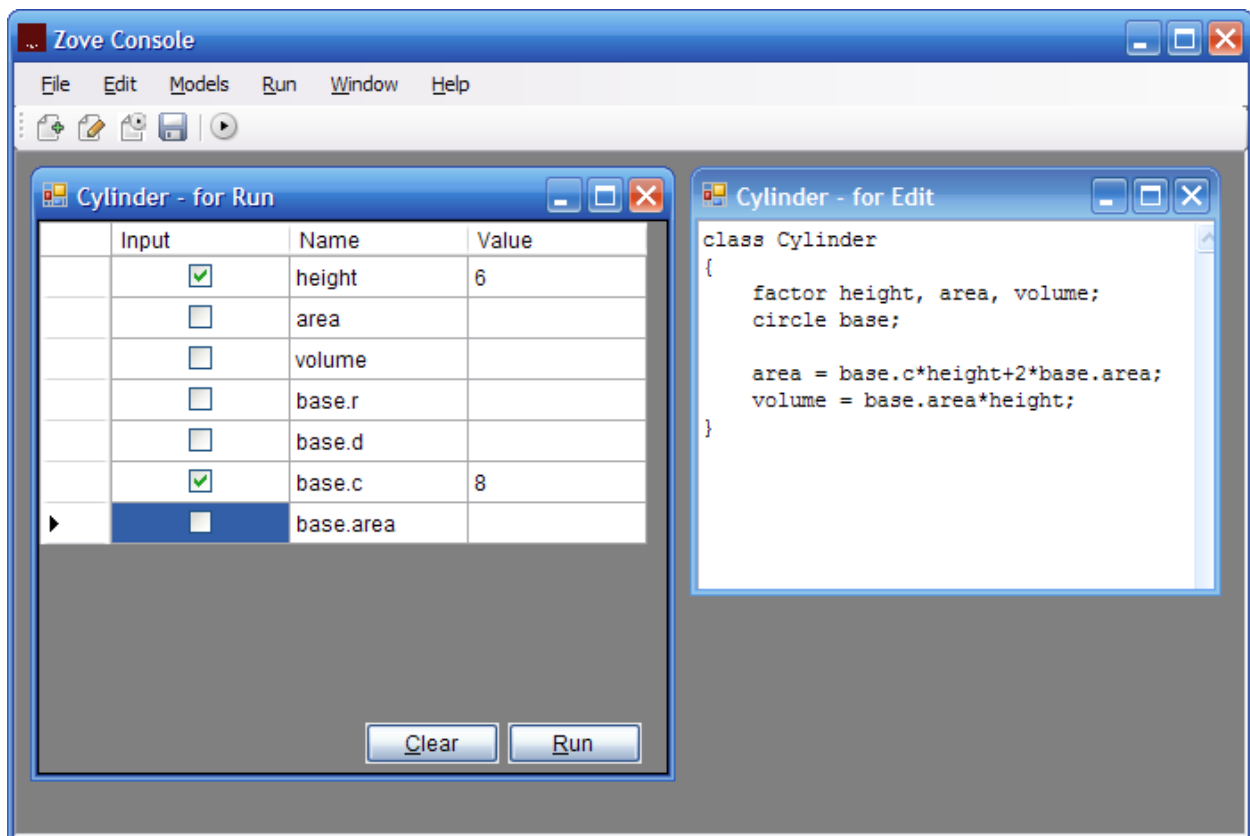 Zove Console
File Edit Models Run Window Help
Cylinder - for Run
Input Name Value
height 6
area
volume
base.r
base.d
base.c 8
base.area
Clear Run
Cylinder - for Edit
class Cylinder
{
    factor height, area, volume;
    circle base;
    area = base.c*height+2*base.area;
    volume = base.area*height;
}